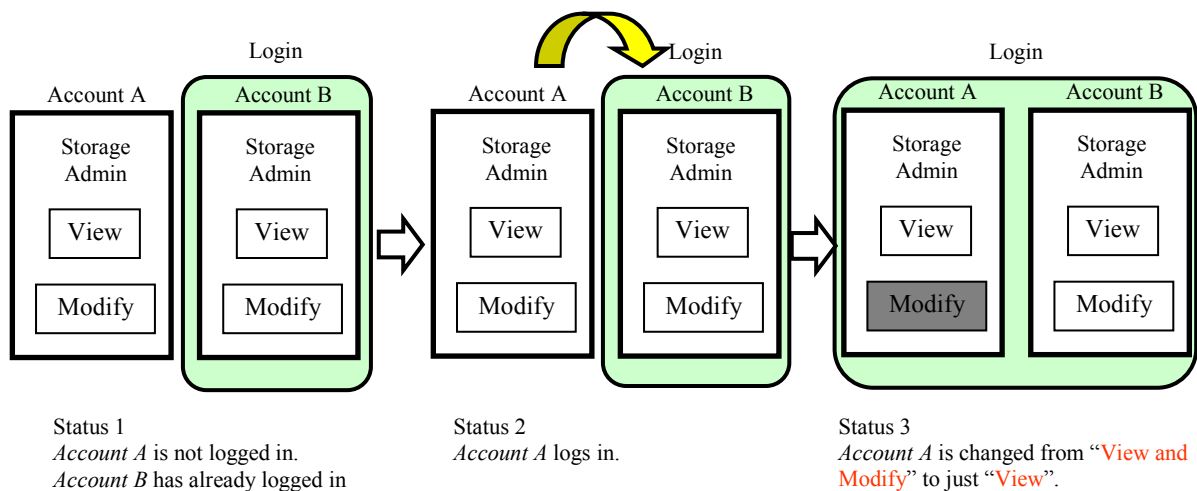 Login
Account A
Account B
Storage
Admin
View
Modify
Storage
Admin
View
Modify
Status 1
Account A is not logged in.
Account B has already logged in
Login
Account A
Account B
Storage
Admin
View
Modify
Storage
Admin
View
Modify
Status 2
Account A logs in.
Login
Account A
Account B
Storage
Admin
View
Modify
Storage
Admin
View
Modify
Status 3
Account A is changed from “View and
Modify” to just “View”.